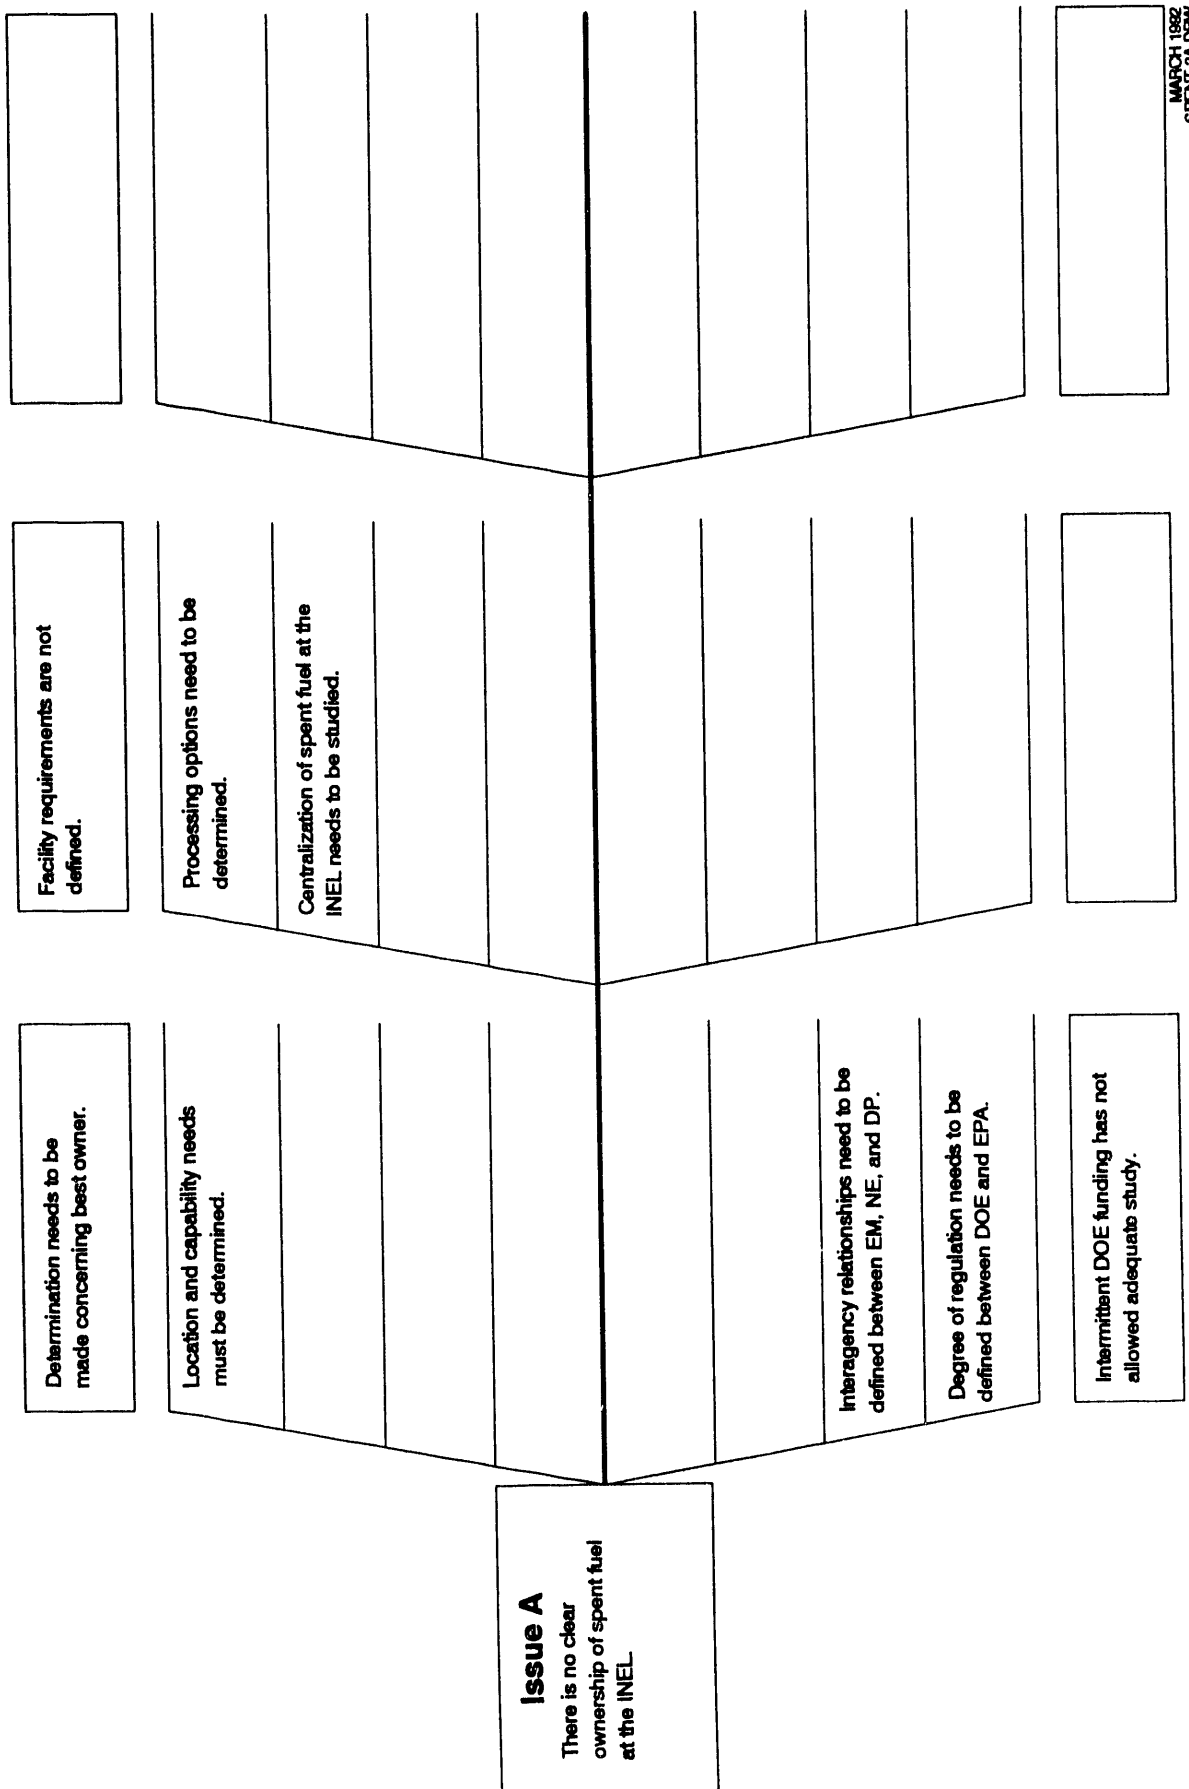 Issue A
There is no clear
ownership of spent fuel
at the INEL.
Determination needs to be
made concerning best owner.
Location and capability needs
must be determined.
Interagency relationships need to be
defined between EM, NE, and DP.
Degree of regulation needs to be
defined between DOE and EPA.
Intermittent DOE funding has not
allowed adequate study.
Facility requirements are not
defined.
Processing options need to be
determined.
Centralization of spent fuel at the
INEL needs to be studied.
MARCH 1992